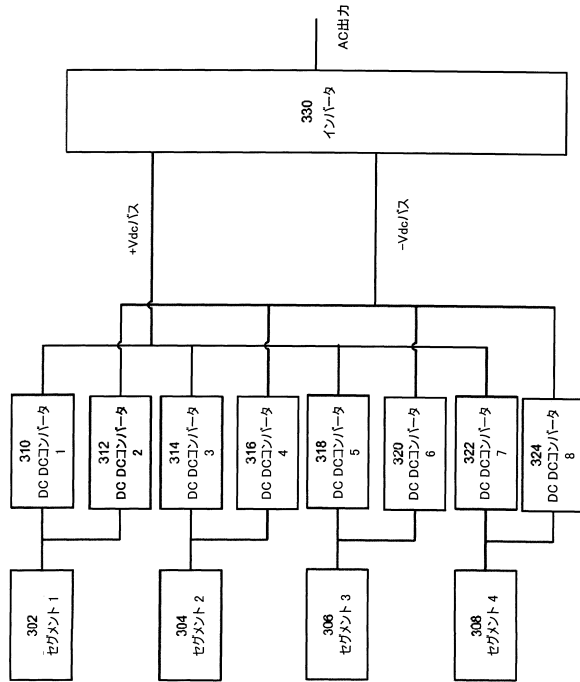 302
セグメント 1
304
セグメント 2
306
セグメント 3
308
セグメント 4
310
DC DCコンバータ
1
312
DC DCコンバータ
2
314
DC DCコンバータ
3
316
DC DCコンバータ
4
318
DC DCコンバータ
5
320
DC DCコンバータ
6
322
DC DCコンバータ
7
324
DC DCコンバータ
8
+Vdcバス
−Vdcバス
330
インバータ
AC出力